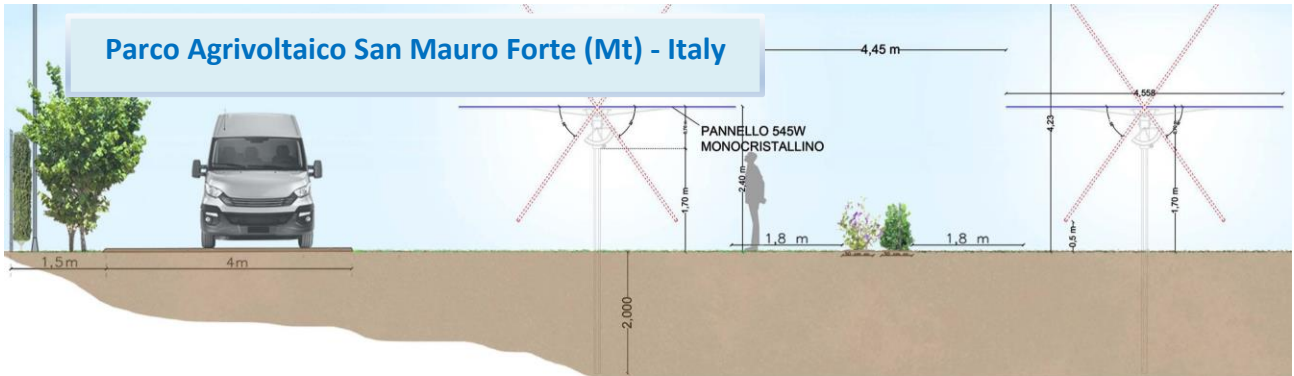 Parco Agrivoltaico San Mauro Forte (Mt) - Italy
4,45 m
4,558
4,23
PANNELLO 545W
MONOCRISTALLINO
2,40 m
1,70 m
1,70 m
0,5 m
1,8 m
1,8 m
1,5m
4m
2,000